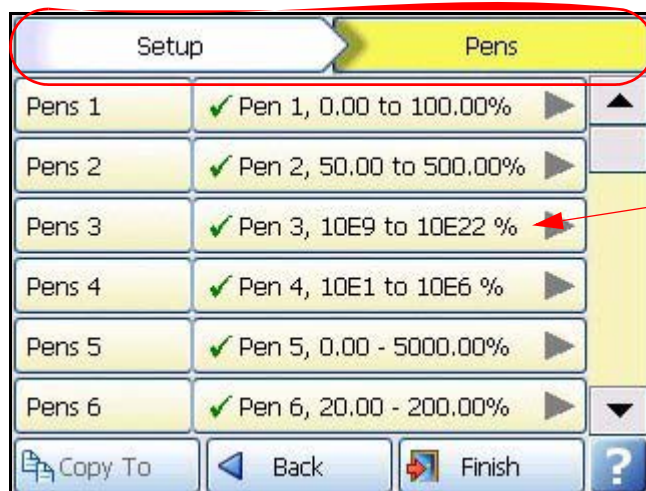 Setup Pens
Pens 1 Pen 1, 0.00 to 100.00%
Pens 2 Pen 2, 50.00 to 500.00%
Pens 3 Pen 3, 10E9 to 10E22 %
Pens 4 Pen 4, 10E1 to 10E6 %
Pens 5 Pen 5, 0.00 - 5000.00%
Pens 6 Pen 6, 20.00 - 200.00%
Copy To Back Finish ?